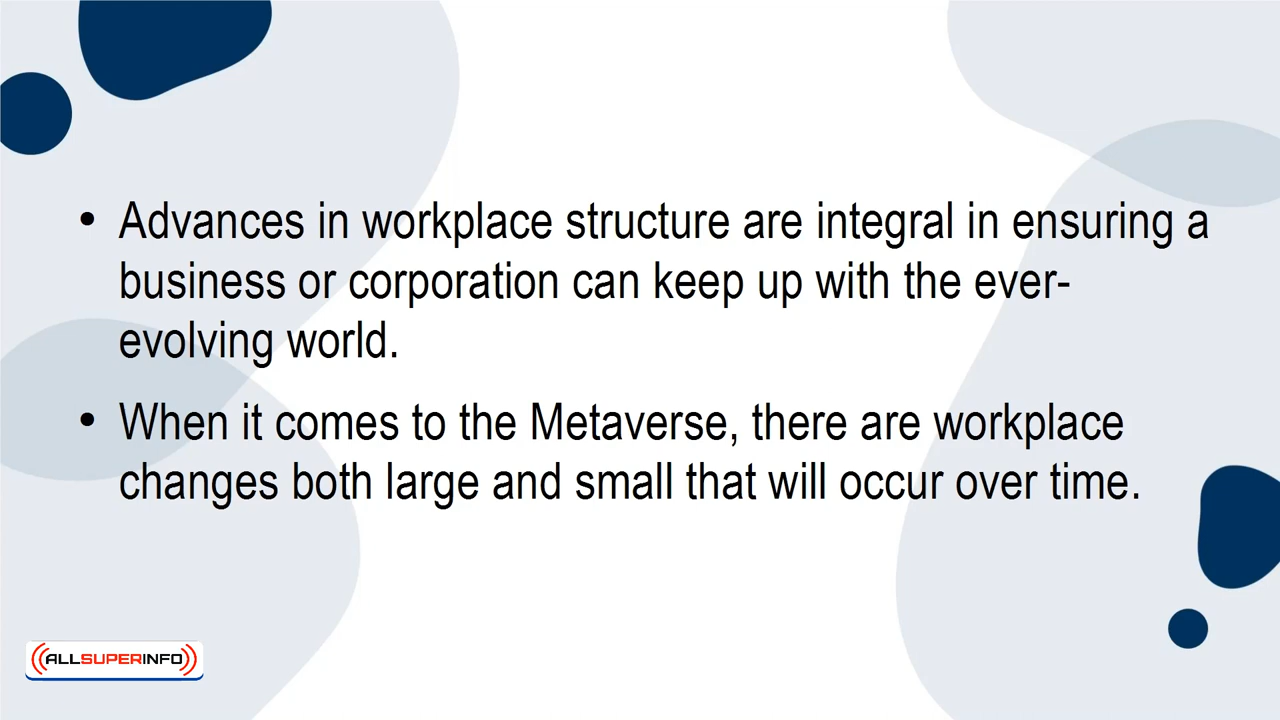 • Advances in workplace structure are integral in ensuring a
business or corporation can keep up with the ever-
evolving world.
• When it comes to the Metaverse, there are workplace
changes both large and small that will occur over time.
ALLSUPERINFO